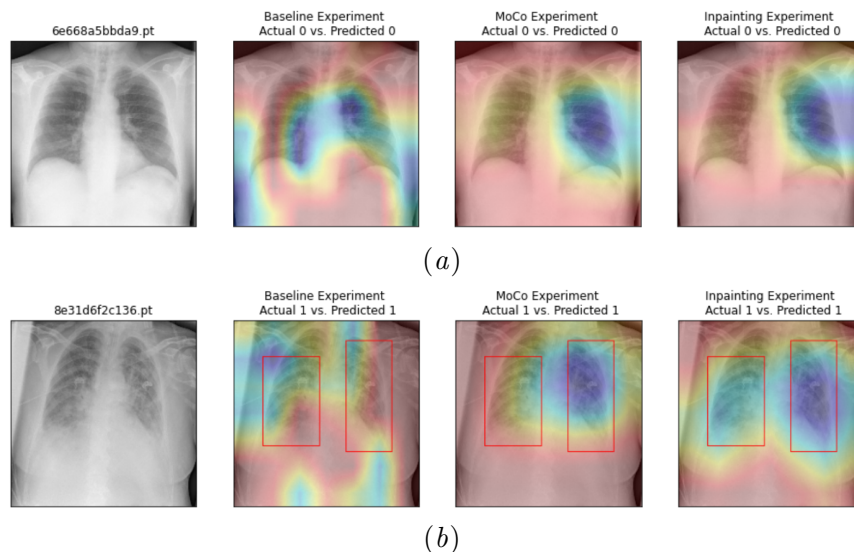 6e668a5bbda9.pt
Baseline Experiment
Actual 0 vs. Predicted 0
MoCo Experiment
Actual 0 vs. Predicted 0
Inpainting Experiment
Actual 0 vs. Predicted 0
(a)
8e31d6f2c136.pt
Baseline Experiment
Actual 1 vs. Predicted 1
MoCo Experiment
Actual 1 vs. Predicted 1
Inpainting Experiment
Actual 1 vs. Predicted 1
(b)